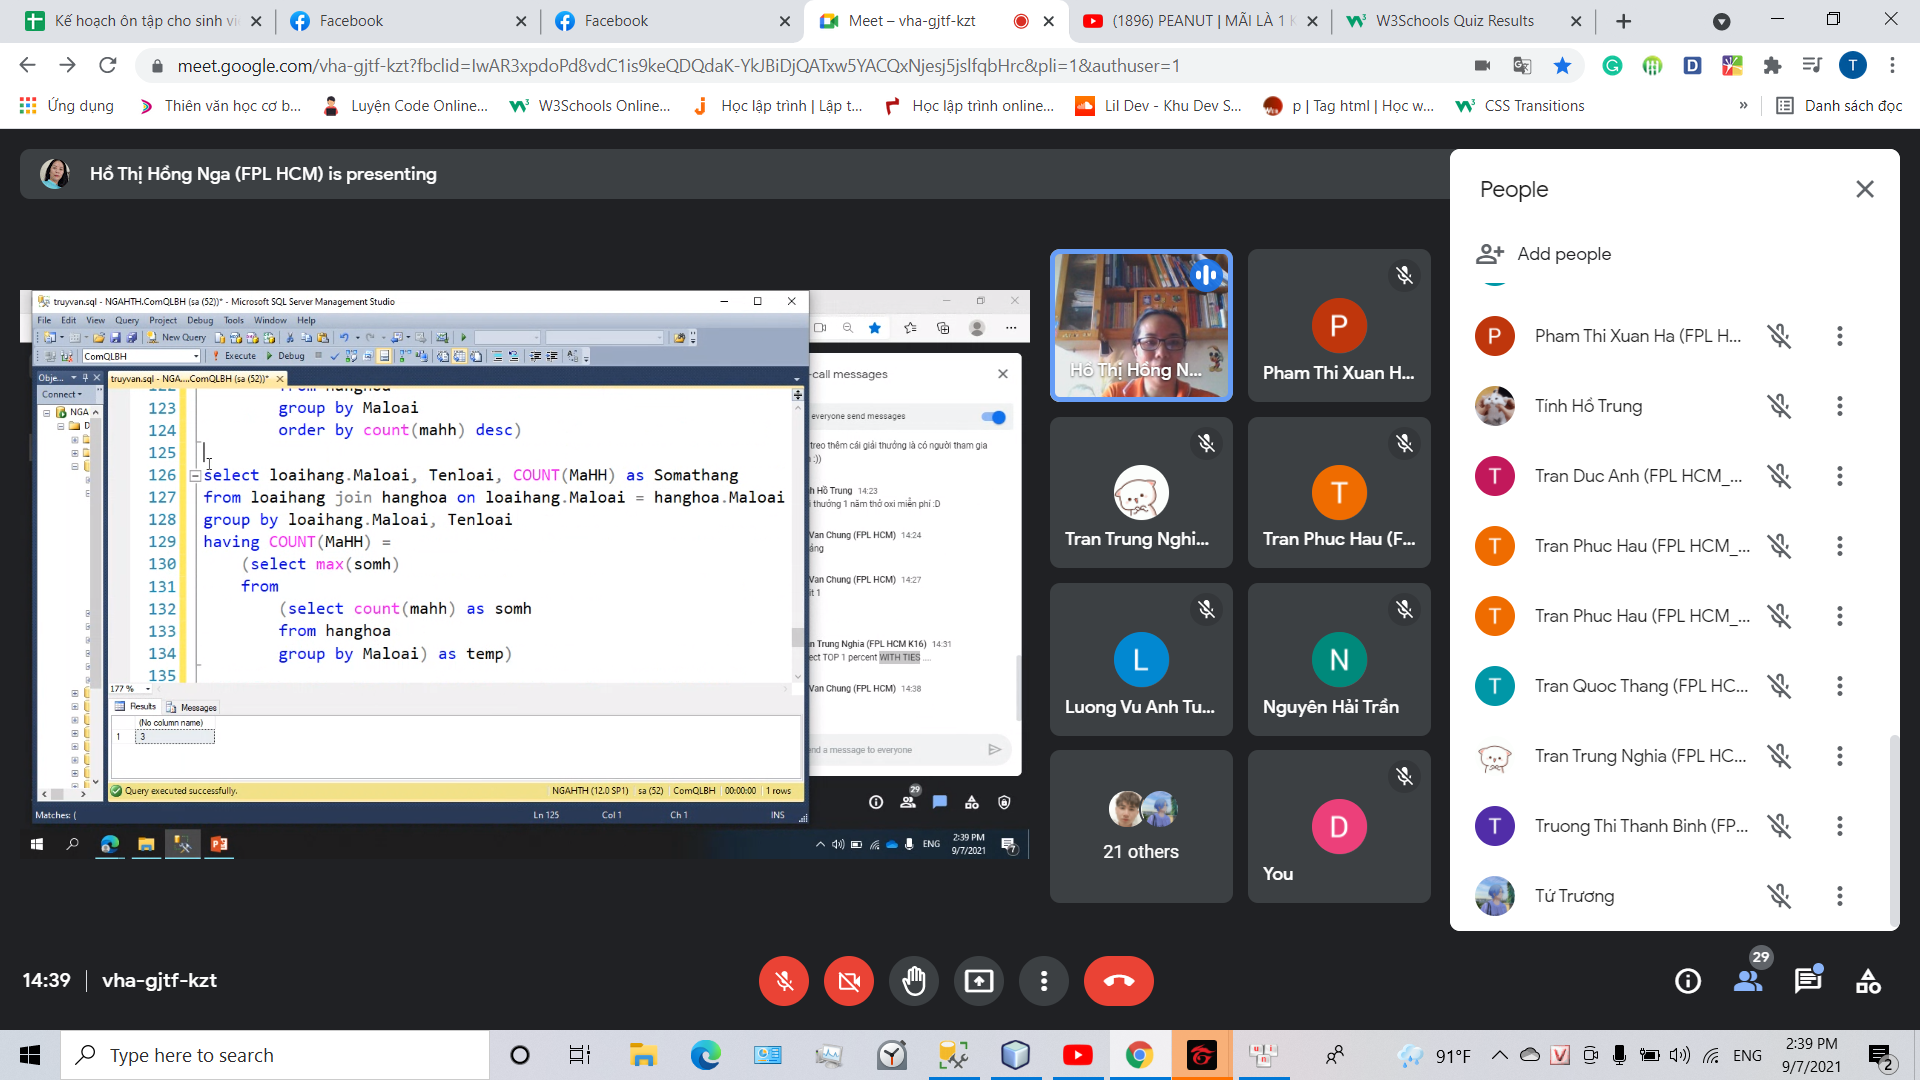 Kế hoạch ôn tập cho sinh vi
Facebook
Facebook
Meet – vha-gjtf-kzt
(1896) PEANUT | MÃI LÀ 1 K
W3Schools Quiz Results
meet.google.com/vha-gjtf-kzt?fbclid=IwAR3xpdoPd8vdC1is9keQDQdaK-YkJBiDjQATxw5YACQxNjesj5jslfqbHrc&pli=1&authuser=1
Ứng dụng
Thiên văn học cơ b...
Luyện Code Online...
W3Schools Online...
Học lập trình | Lập t...
Học lập trình online...
Lil Dev - Khu Dev S...
p | Tag html | Học w...
CSS Transitions
»
Danh sách đọc
Hồ Thị Hồng Nga (FPL HCM) is presenting
truyvan.sql - NGAHTH.ComQLBH (sa (52))* - Microsoft SQL Server Management Studio
File Edit View Query Project Debug Tools Window Help
New Query
ComQLBH
Execute
Debug
Obje...
truyvan.sql - NGA....ComQLBH (sa (52))*
Connect
NGA
123 group by Maloai
124 order by count(mahh) desc)
125
126 select loaihang.Maloai, Tenloai, COUNT(MaHH) as Somathang
127 from loaihang join hanghoa on loaihang.Maloai = hanghoa.Maloai
128 group by loaihang.Maloai, Tenloai
129 having COUNT(MaHH) =
130 (select max(somh)
131 from
132 (select count(mahh) as somh
133 from hanghoa
134 group by Maloai) as temp)
135
177 %
Results
Messages
(No column name)
1 3
Query executed successfully.
NGAHTH (12.0 SP1)
sa (52)
ComQLBH
00:00:00
1 rows
Matches: (
Ln 125
Col 1
Ch 1
INS
-call messages
everyone send messages
treo thêm cái giải thưởng là có người tham gia
:))
Hồ Trung 14:23
thưởng 1 năm thở oxi miễn phí :D
Van Chung (FPL HCM) 14:24
Van Chung (FPL HCM) 14:27
Trung Nghia (FPL HCM K16) 14:31
ect TOP 1 percent WITH TIES ....
Van Chung (FPL HCM) 14:38
nd a message to everyone
29
ENG
2:39 PM
9/7/2021
Hồ Thị Hồng N...
Pham Thi Xuan H...
P
Tran Trung Nghi...
T
Tran Phuc Hau (F...
L
Luong Vu Anh Tu...
N
Nguyên Hải Trần
21 others
D
You
People
Add people
P
Pham Thi Xuan Ha (FPL H...
Tính Hồ Trung
T
Tran Duc Anh (FPL HCM_...
T
Tran Phuc Hau (FPL HCM_...
T
Tran Phuc Hau (FPL HCM_...
T
Tran Quoc Thang (FPL HC...
Tran Trung Nghia (FPL HC...
T
Truong Thi Thanh Binh (FP...
Tứ Trương
14:39
vha-gjtf-kzt
29
Type here to search
91°F
ENG
2:39 PM
9/7/2021
2